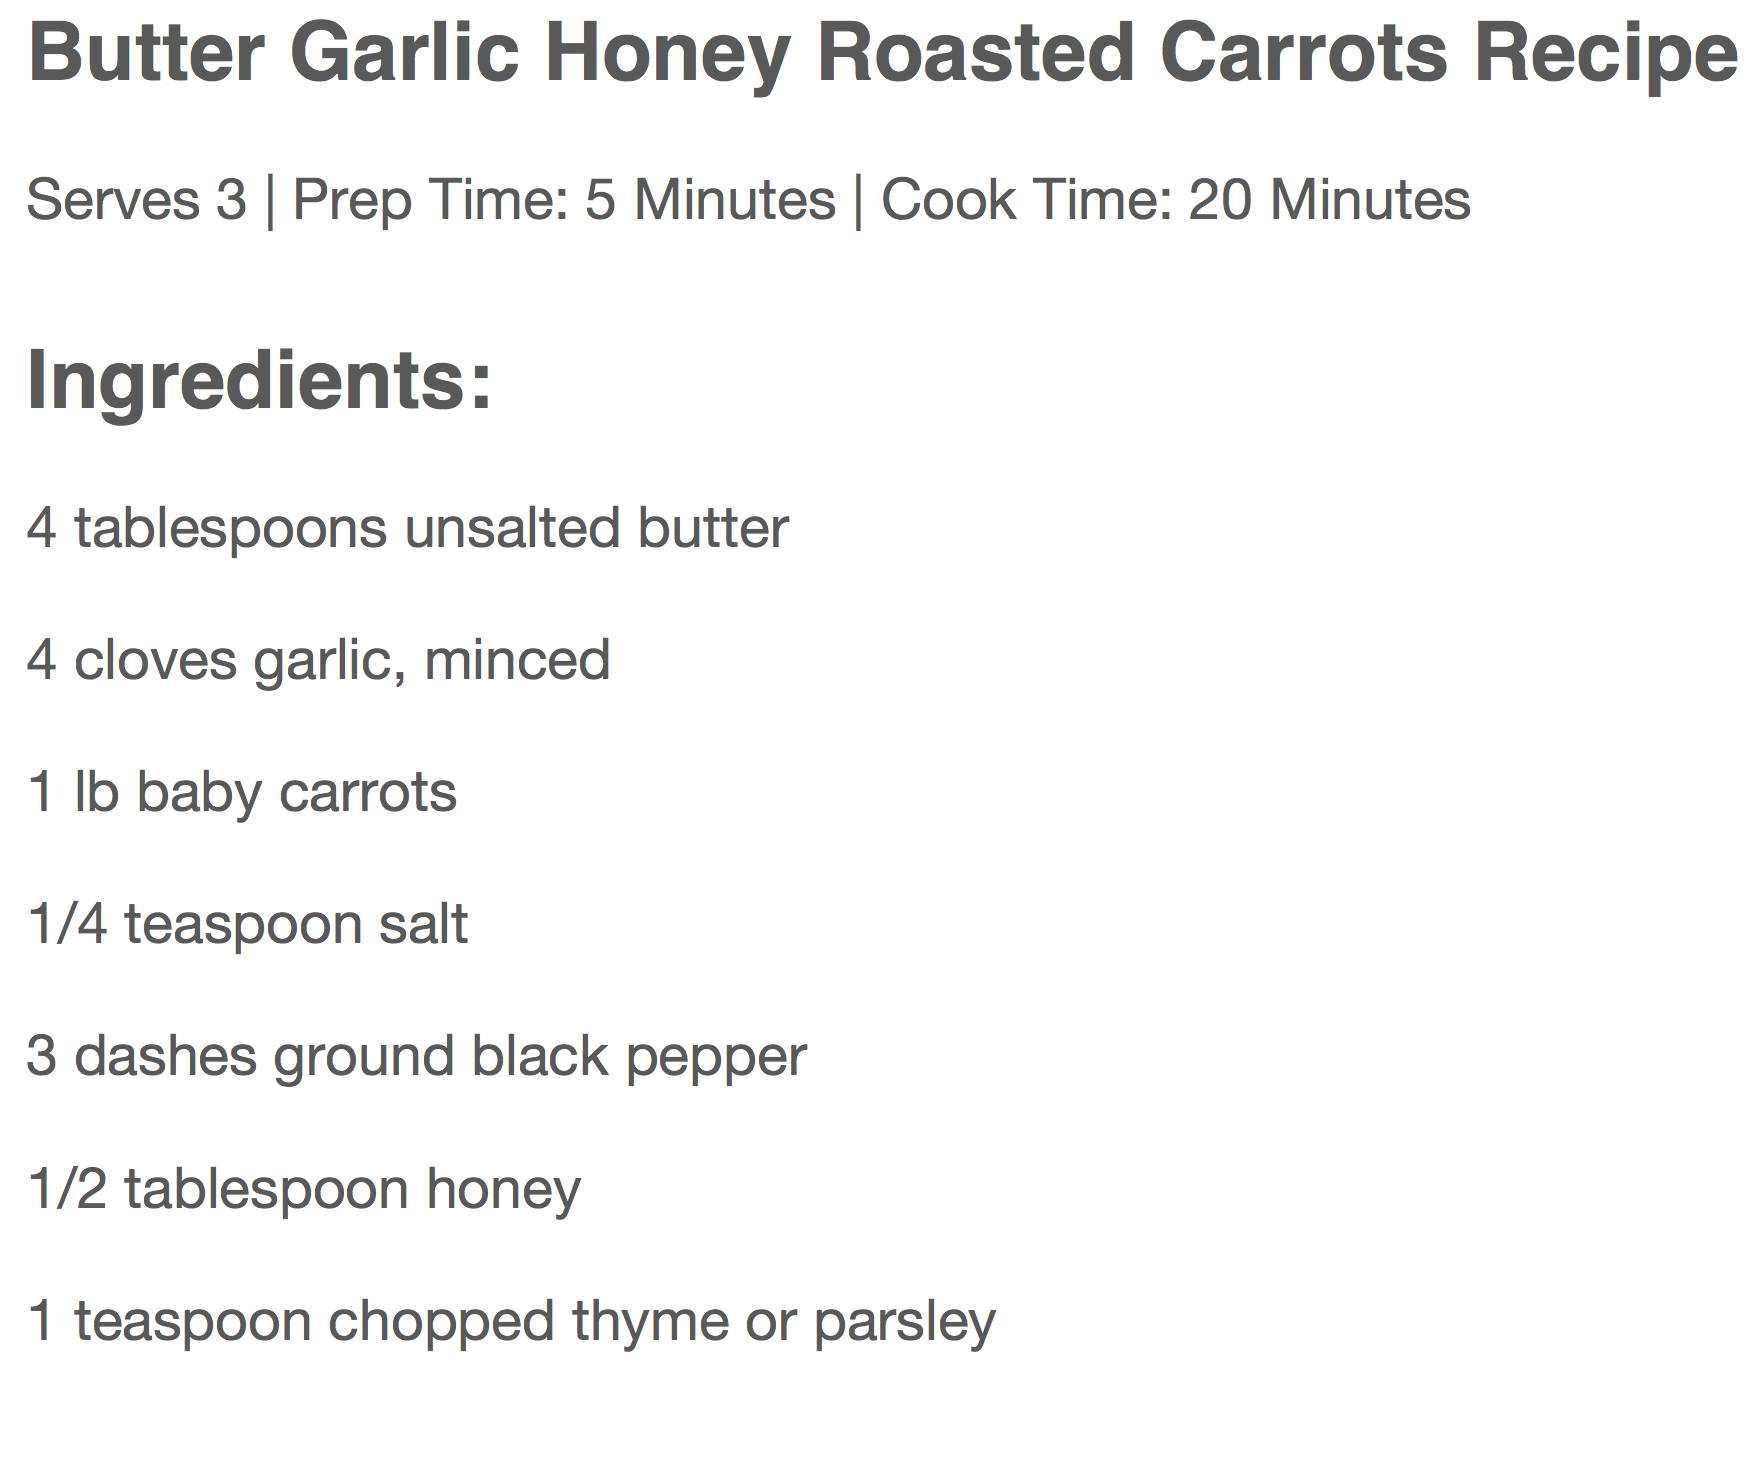 Butter Garlic Honey Roasted Carrots Recipe
Serves 3 | Prep Time: 5 Minutes | Cook Time: 20 Minutes
Ingredients:
4 tablespoons unsalted butter
4 cloves garlic, minced
1 lb baby carrots
1/4 teaspoon salt
3 dashes ground black pepper
1/2 tablespoon honey
1 teaspoon chopped thyme or parsley